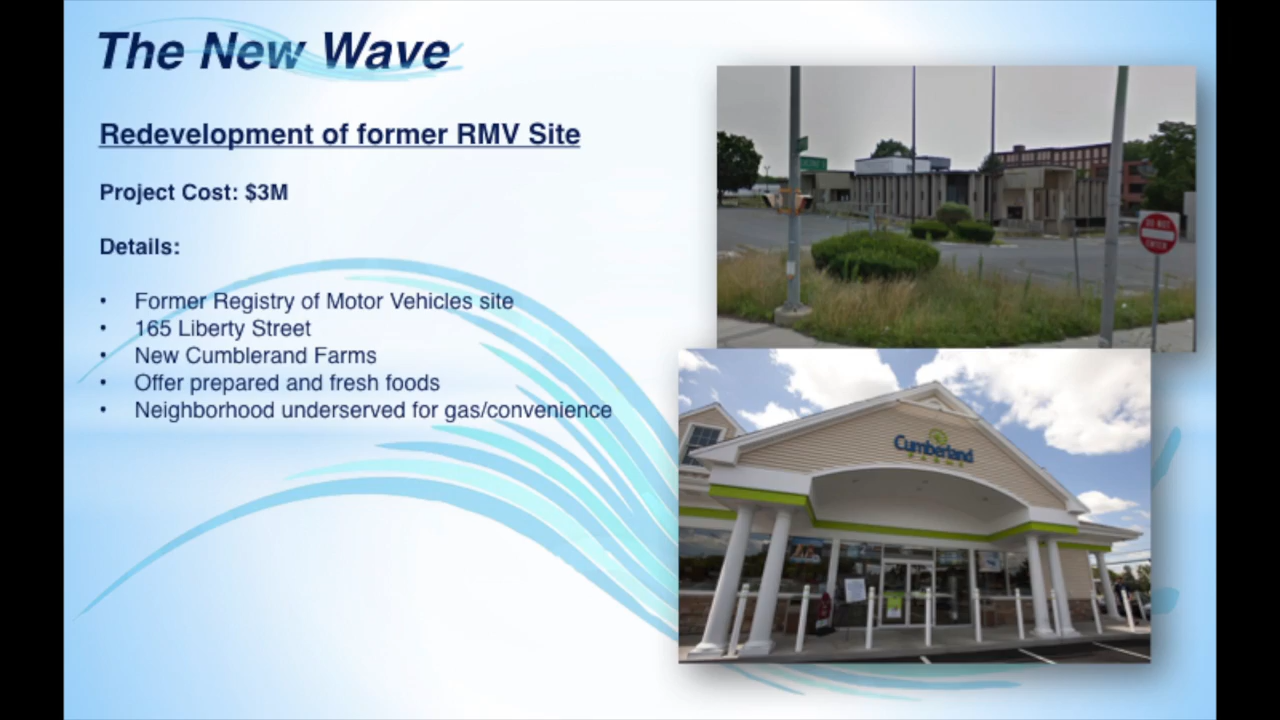 The New Wave
Redevelopment of former RMV Site
Project Cost: $3M
Details:
• Former Registry of Motor Vehicles site
• 165 Liberty Street
• New Cumblerand Farms
• Offer prepared and fresh foods
• Neighborhood underserved for gas/convenience
DO NOT
ENTER
Cumberland
FARMS